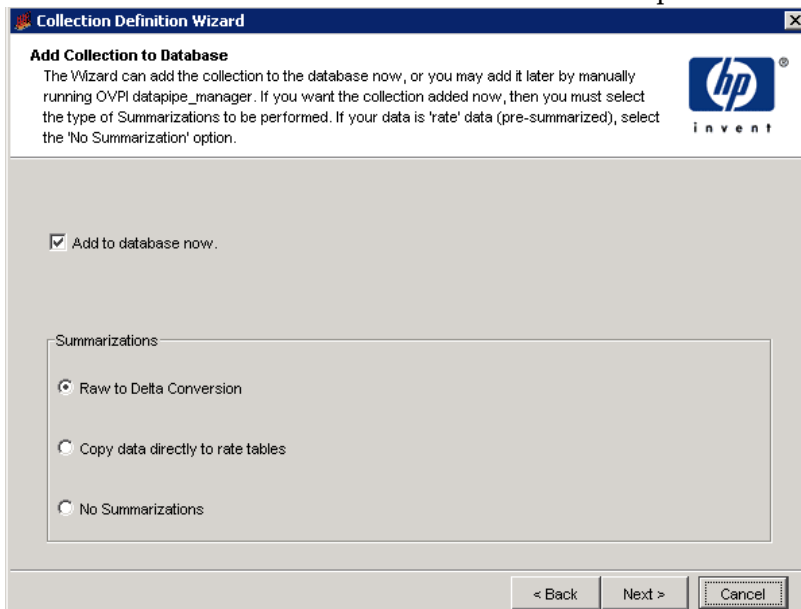 Collection Definition Wizard
Add Collection to Database
The Wizard can add the collection to the database now, or you may add it later by manually
running OVPI datapipe_manager. If you want the collection added now, then you must select
the type of Summarizations to be performed. If your data is 'rate' data (pre-summarized), select
the 'No Summarization' option.
hp
®
invent
Add to database now.
Summarizations
Raw to Delta Conversion
Copy data directly to rate tables
No Summarizations
< Back
Next >
Cancel